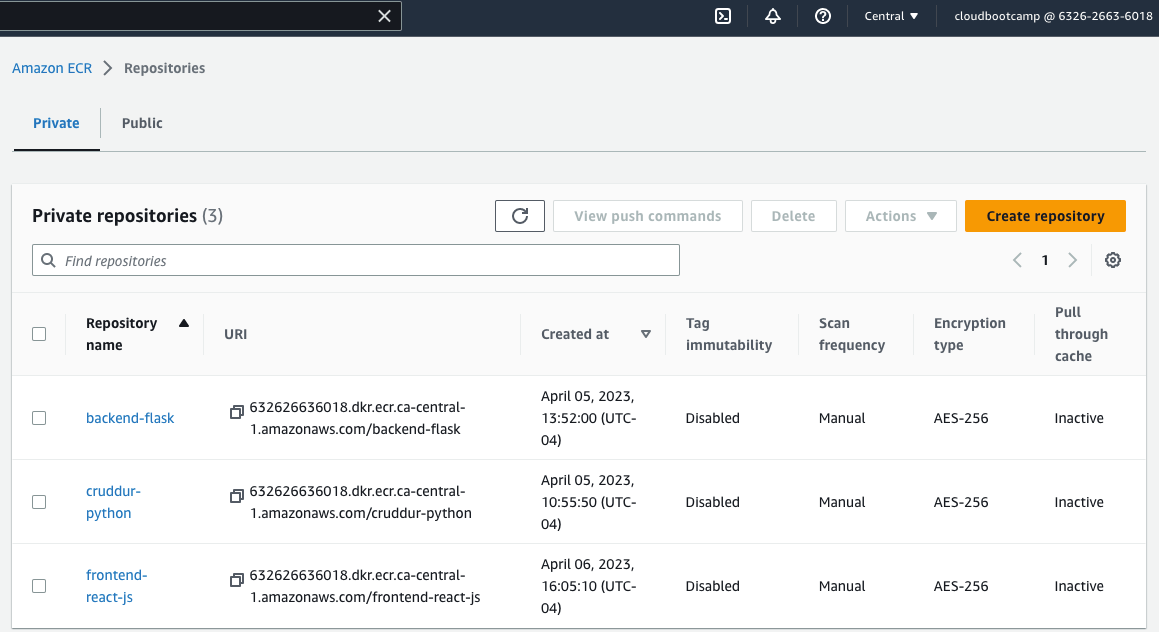 Central ▼ cloudbootcamp @ 6326-2663-6018
Amazon ECR > Repositories
Private Public
Private repositories (3)
View push commands Delete Actions ▼ Create repository
Find repositories
1
Repository name ▲ URI Created at ▽ Tag immutability Scan frequency Encryption type Pull through cache
backend-flask
632626636018.dkr.ecr.ca-central-
1.amazonaws.com/backend-flask
April 05, 2023,
13:52:00 (UTC-
04)
Disabled
Manual
AES-256
Inactive
cruddur-
python
632626636018.dkr.ecr.ca-central-
1.amazonaws.com/cruddur-python
April 05, 2023,
10:55:50 (UTC-
04)
Disabled
Manual
AES-256
Inactive
frontend-
react-js
632626636018.dkr.ecr.ca-central-
1.amazonaws.com/frontend-react-js
April 06, 2023,
16:05:10 (UTC-
04)
Disabled
Manual
AES-256
Inactive